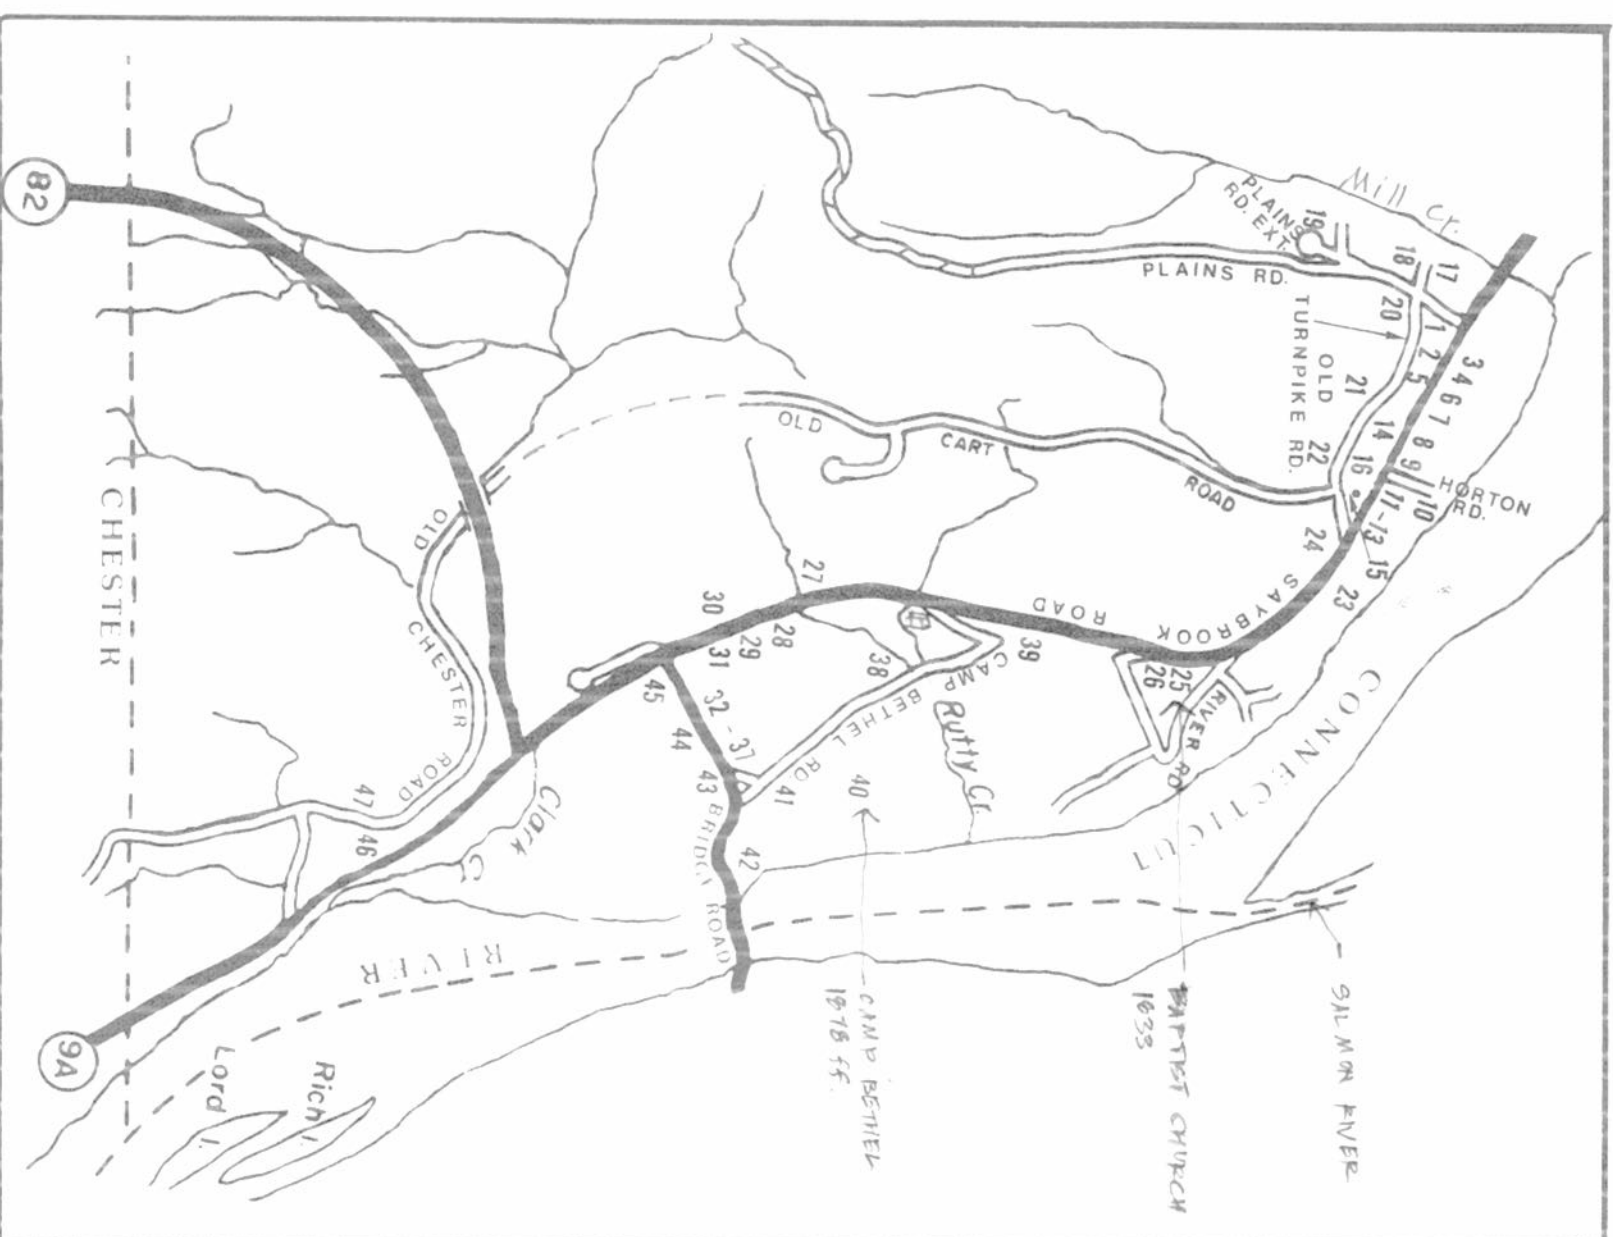 Mill Cr.
PLAINS
RD. EXT.
19
18
17
PLAINS RD.
20
1
2
5
3
4
6
7
8
9
HORTON
RD.
10
11-13
14
16
15
OLD
TURNPIKE RD.
21
22
24
23
SAYBROOK
ROAD
OLD
CART
ROAD
82
CHESTER
OLD
CHESTER
ROAD
27
28
29
30
31
32-37
38
39
CAMP
BETHEL
RD.
25
26
RIVER RD
CONNECTICUT
RIVER
Rutty Cr.
40
41
42
43
44
45
46
47
BRIDGE ROAD
Clark
Cr
9A
Lord I.
Rich I.
CAMP BETHEL
1878 ff.
BAPTIST CHURCH
1833
SALMON RIVER